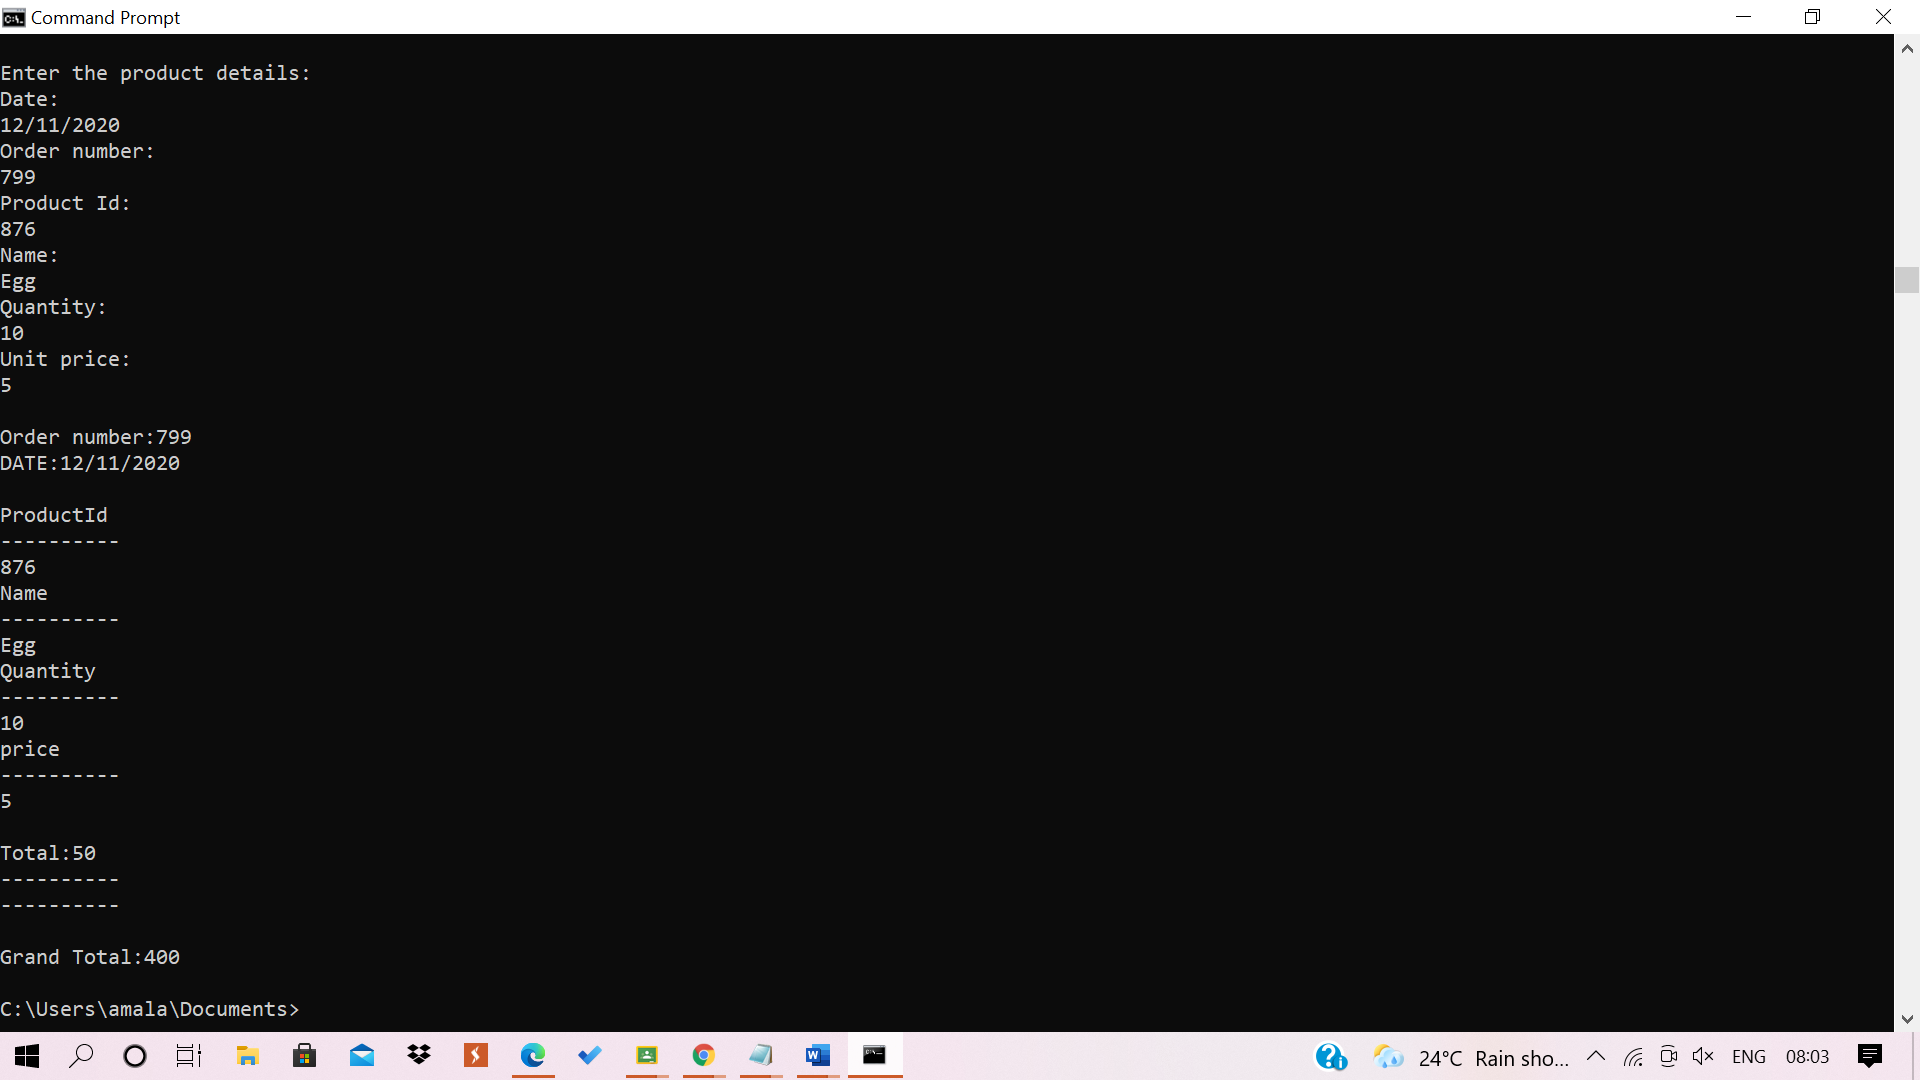 Command Prompt
Enter the product details:
Date:
12/11/2020
Order number:
799
Product Id:
876
Name:
Egg
Quantity:
10
Unit price:
5
Order number:799
DATE:12/11/2020
ProductId
----------
876
Name
----------
Egg
Quantity
----------
10
price
----------
5
Total:50
----------
----------
Grand Total:400
C:\Users\amala\Documents>
24°C Rain sho... ENG 08:03